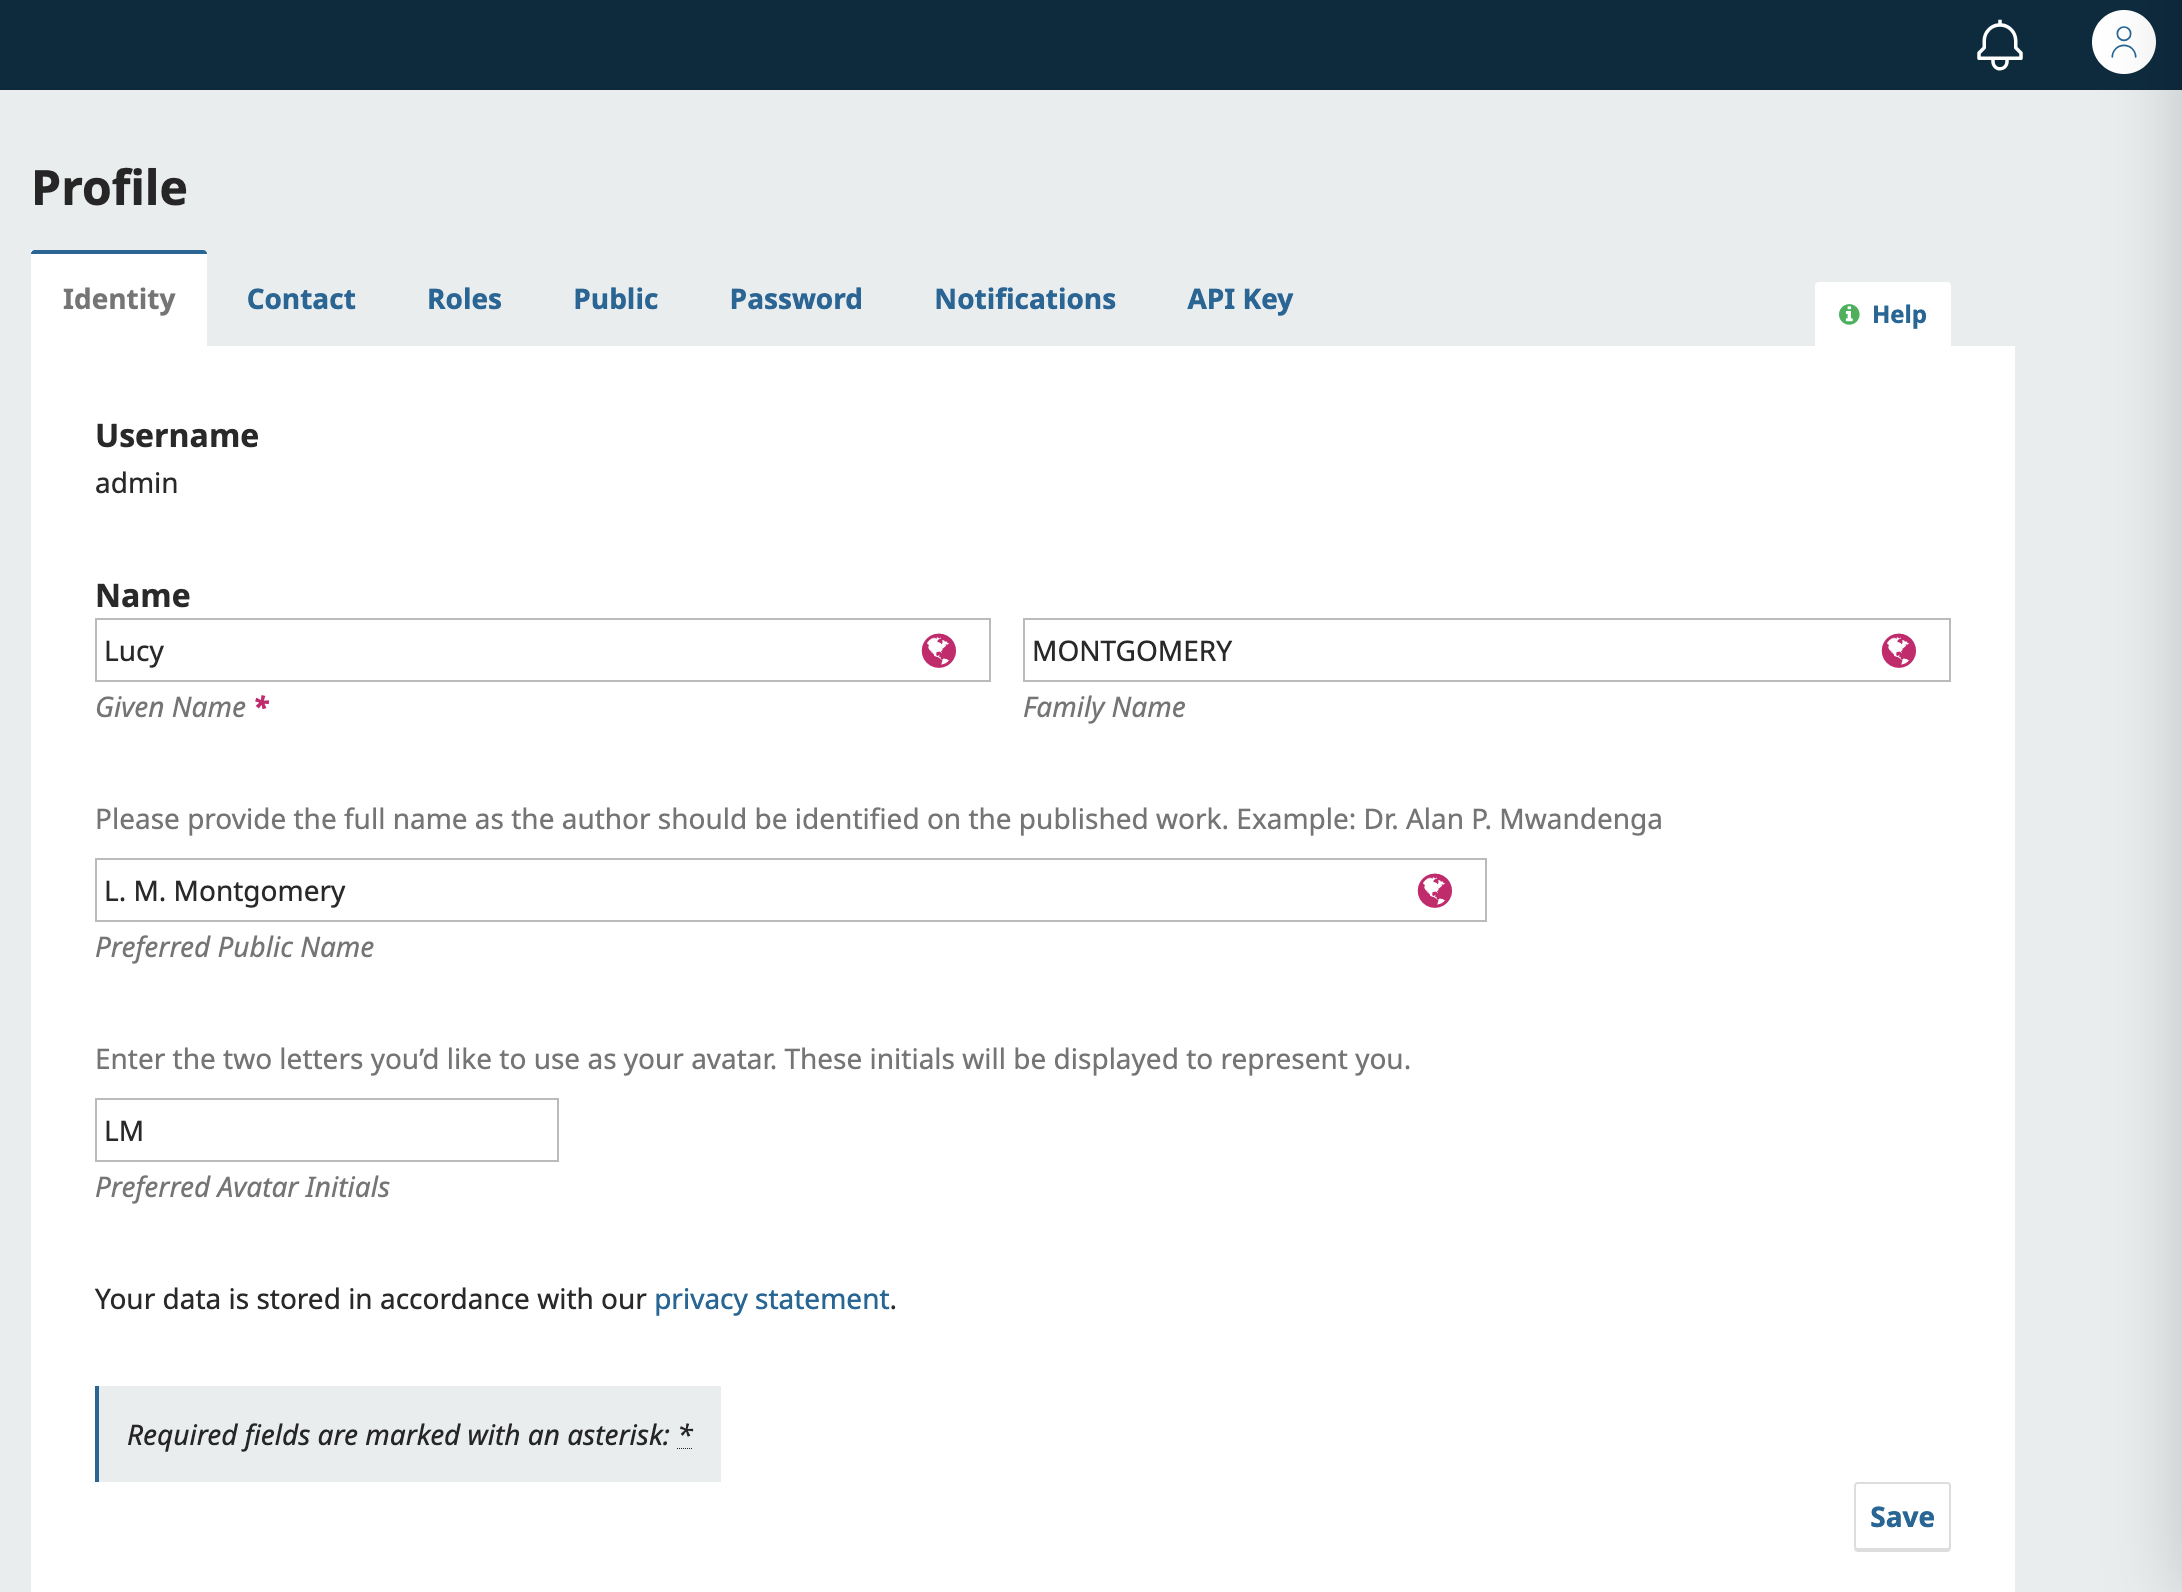 Profile
Identity Contact Roles Public Password Notifications API Key Help
Username
admin
Name
Lucy MONTGOMERY
Given Name * Family Name
Please provide the full name as the author should be identified on the published work. Example: Dr. Alan P. Mwandenga
L. M. Montgomery
Preferred Public Name
Enter the two letters you’d like to use as your avatar. These initials will be displayed to represent you.
LM
Preferred Avatar Initials
Your data is stored in accordance with our privacy statement.
Required fields are marked with an asterisk: *
Save